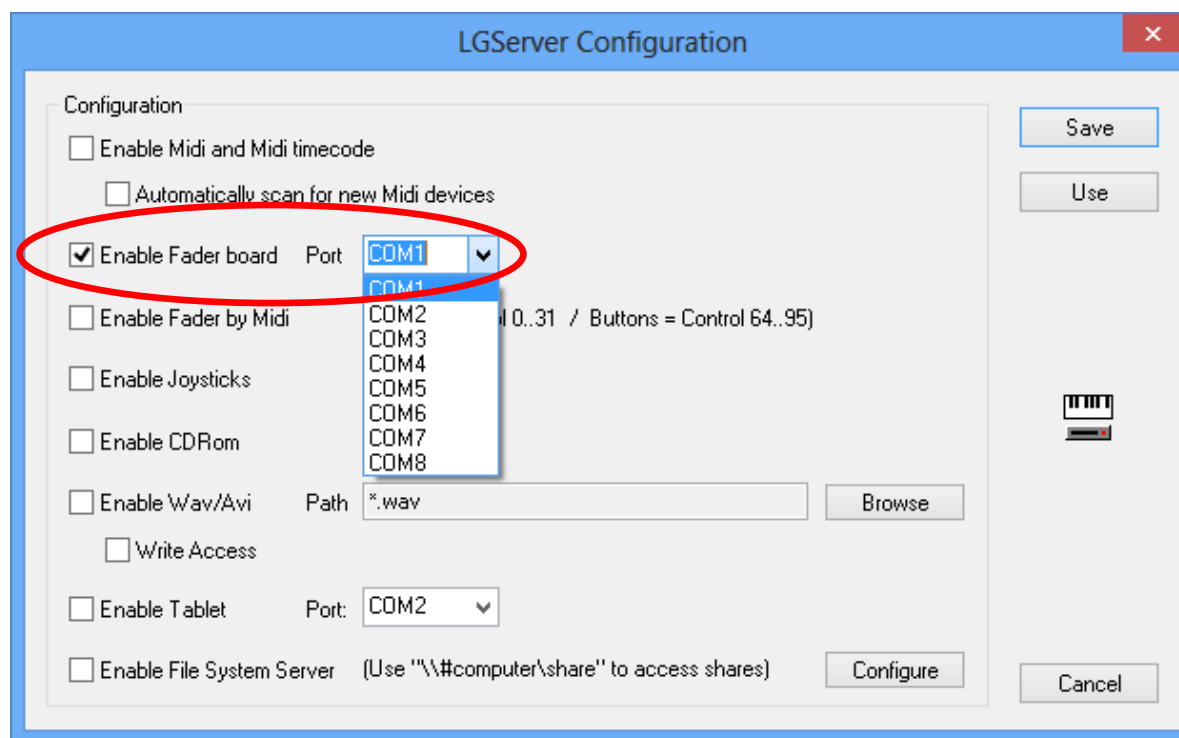 LGServer Configuration
Configuration
Enable Midi and Midi timecode
Automatically scan for new Midi devices
Enable Fader board Port COM1
COM1
COM2
COM3
COM4
COM5
COM6
COM7
COM8
Enable Fader by Midi 0..31 / Buttons = Control 64..95)
Enable Joysticks
Enable CDRom
Enable Wav/Avi Path *.wav Browse
Write Access
Enable Tablet Port: COM2
Enable File System Server (Use "\\#computer\share" to access shares) Configure
Save
Use
Cancel